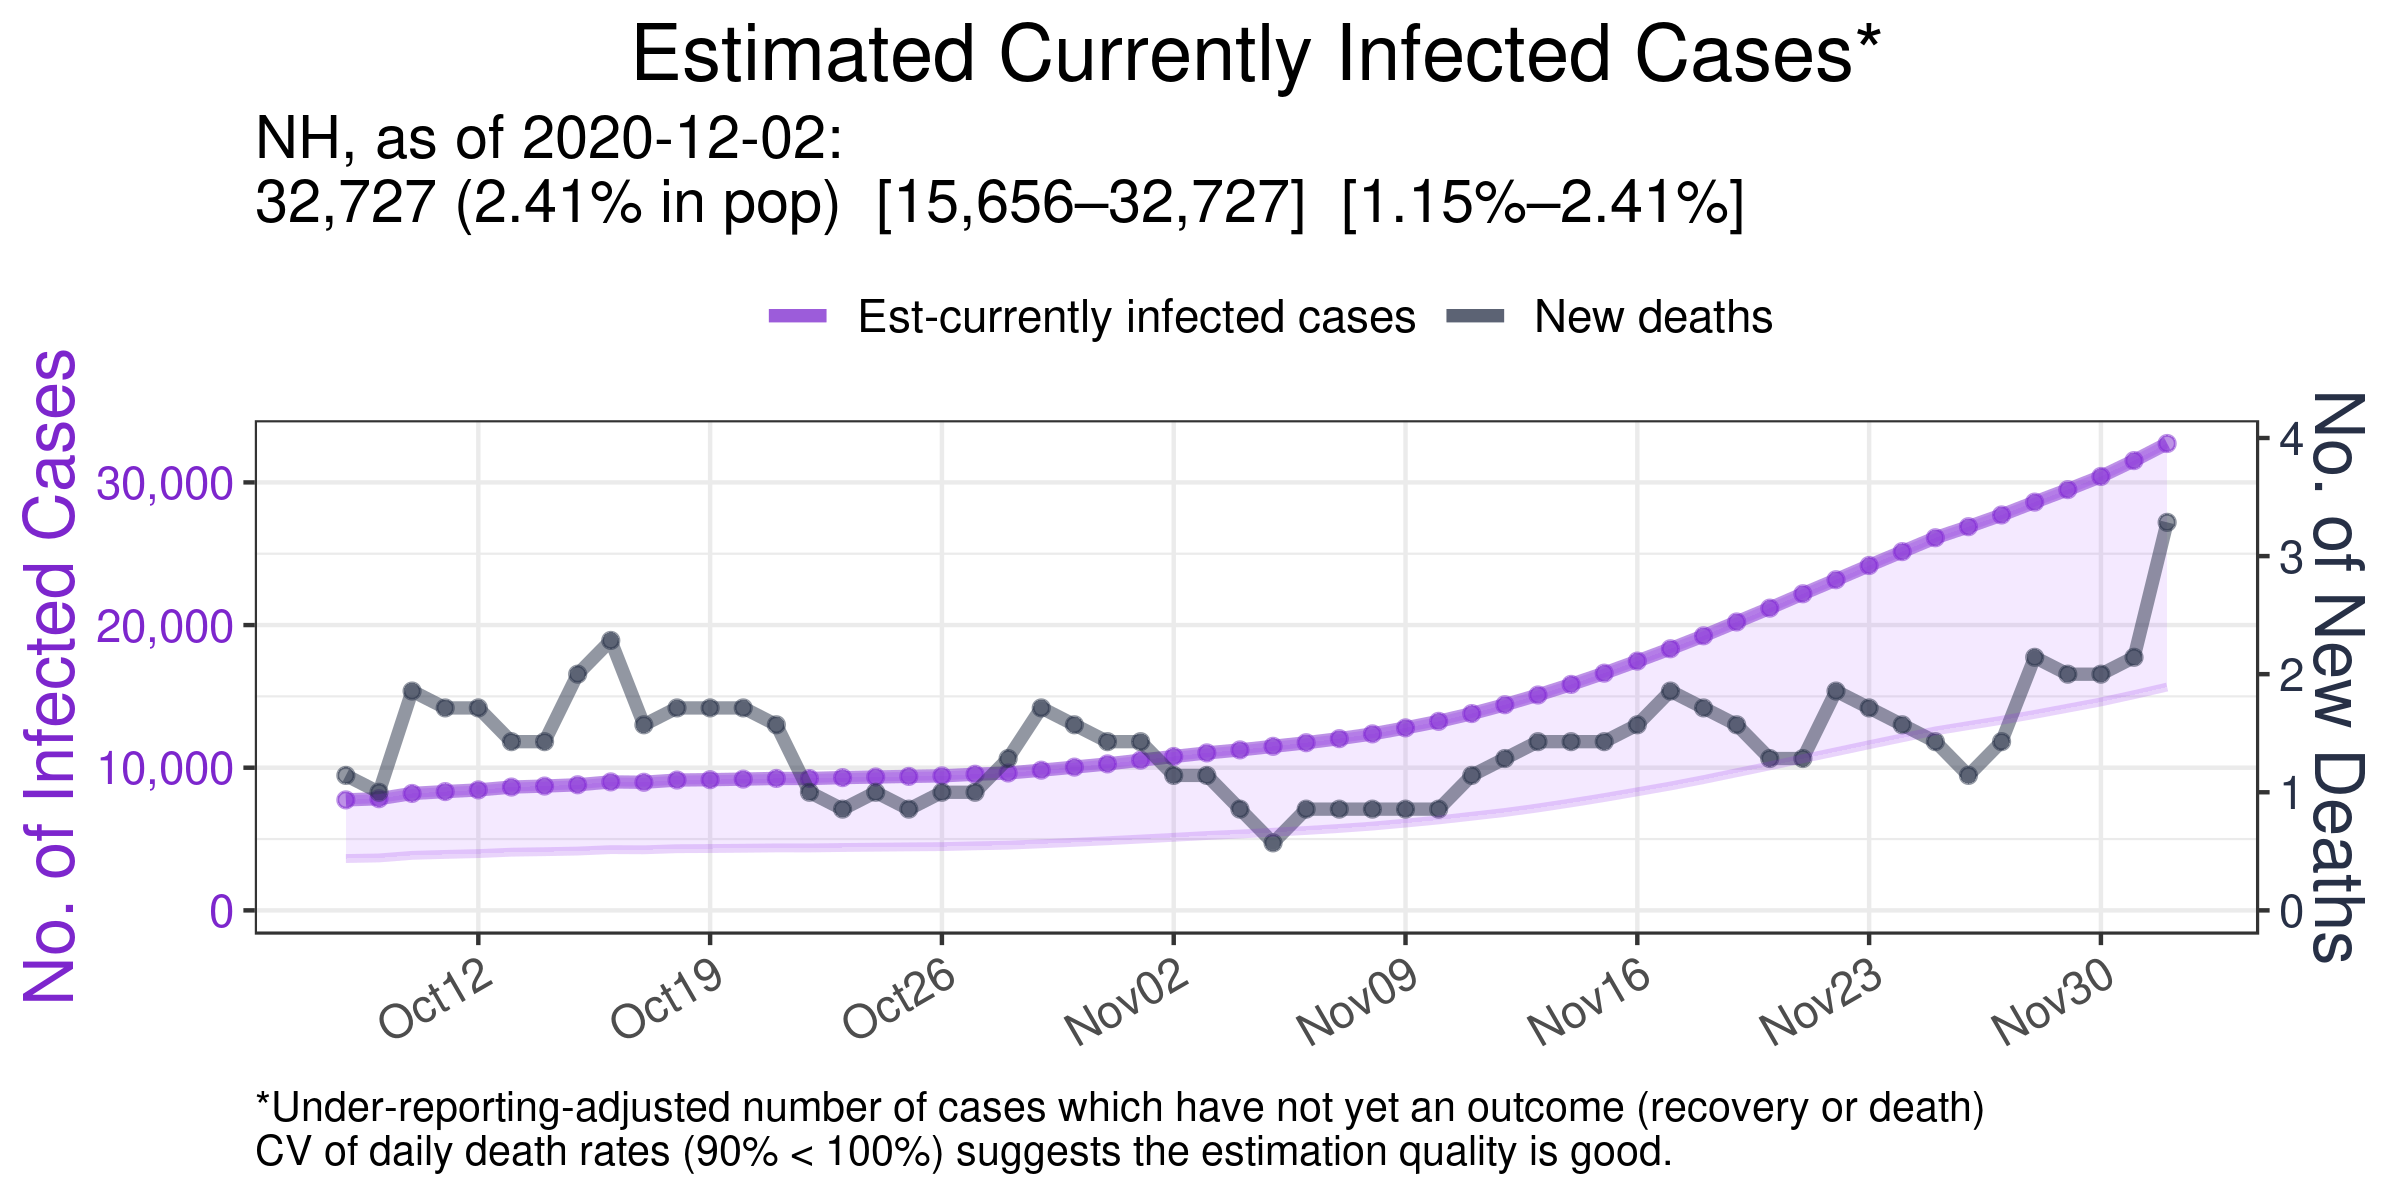 Estimated Currently Infected Cases*
NH, as of 2020-12-02:
32,727 (2.41% in pop)  [15,656–32,727]  [1.15%–2.41%]
Est-currently infected cases
New deaths
No. of Infected Cases
30,000
20,000
10,000
0
4
3
2
1
0
No. of New Deaths
Oct12
Oct19
Oct26
Nov02
Nov09
Nov16
Nov23
Nov30
*Under-reporting-adjusted number of cases which have not yet an outcome (recovery or death)
CV of daily death rates (90% < 100%) suggests the estimation quality is good.